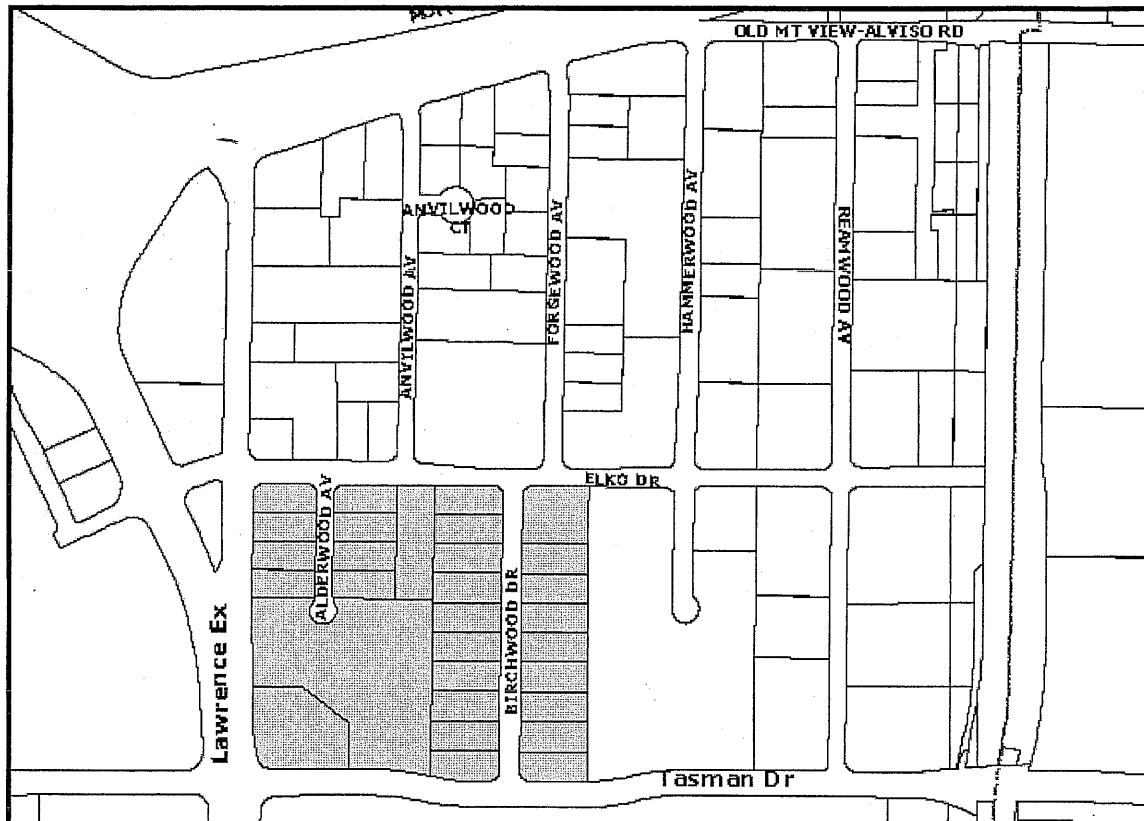 OLD MT VIEW-ALVISO RD
ANVILWOOD
CT
ANVILWOOD AV
FORGEWOOD AV
HAMMERWOOD AV
REAMWOOD AV
ELKO DR
ALDERWOOD AV
BIRCHWOOD DR
Lawrence Ex
Tasman Dr